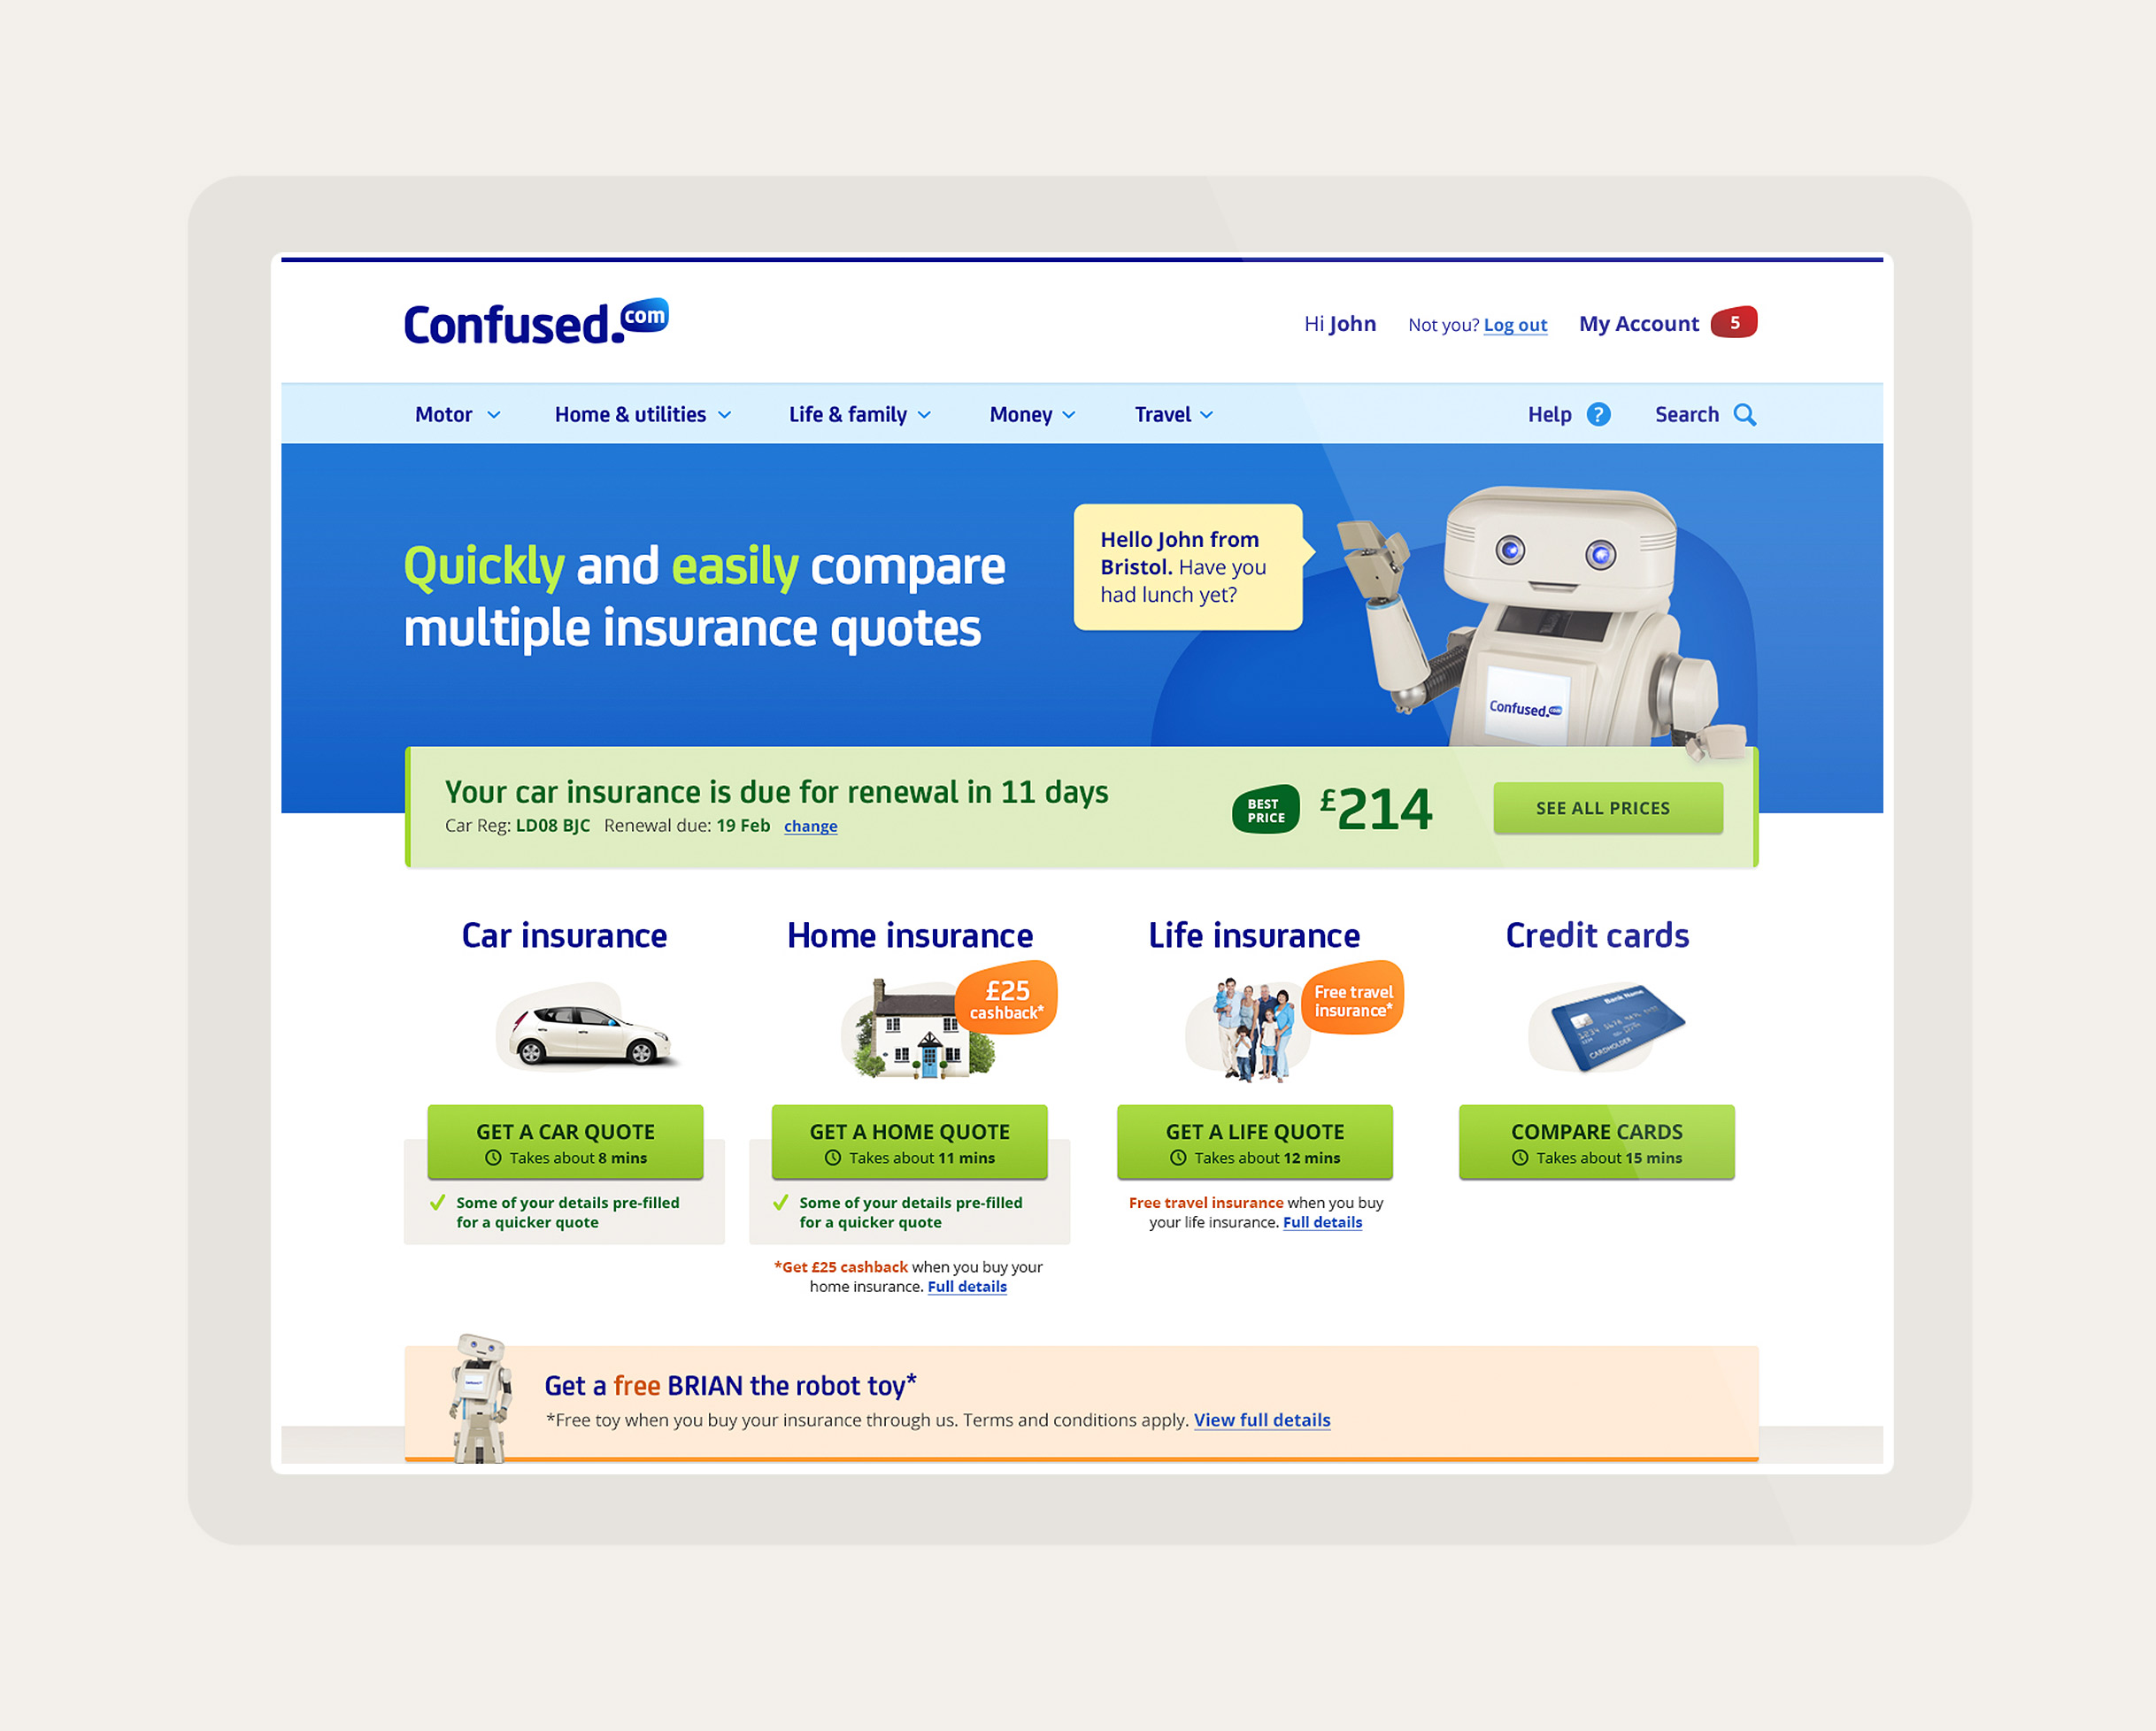 Confused.com
Hi John
Not you? Log out
My Account 5
Motor
Home & utilities
Life & family
Money
Travel
Help ?
Search
Quickly and easily compare
multiple insurance quotes
Hello John from
Bristol. Have you
had lunch yet?
Confused.com
Your car insurance is due for renewal in 11 days
Car Reg: LD08 BJC Renewal due: 19 Feb change
BEST
PRICE
£214
SEE ALL PRICES
Car insurance
GET A CAR QUOTE
Takes about 8 mins
Some of your details pre-filled
for a quicker quote
Home insurance
£25
cashback*
GET A HOME QUOTE
Takes about 11 mins
Some of your details pre-filled
for a quicker quote
*Get £25 cashback when you buy your
home insurance. Full details
Life insurance
Free travel
insurance*
GET A LIFE QUOTE
Takes about 12 mins
Free travel insurance when you buy
your life insurance. Full details
Credit cards
Bank Name
CARDHOLDER
COMPARE CARDS
Takes about 15 mins
Get a free BRIAN the robot toy*
*Free toy when you buy your insurance through us. Terms and conditions apply. View full details